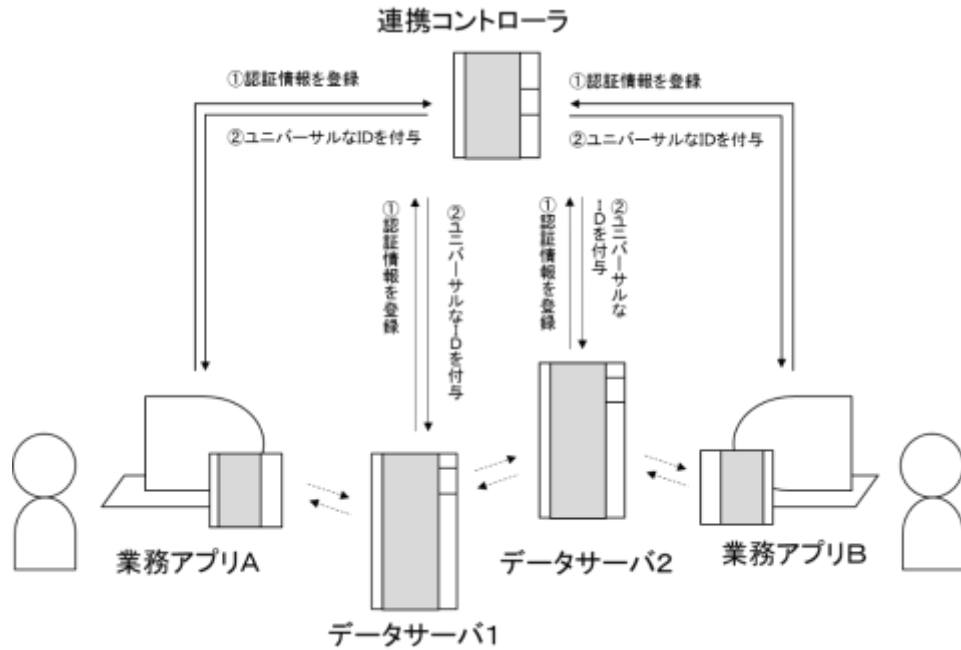 連携コントローラ
①認証情報を登録
①認証情報を登録
②ユニバーサルなIDを付与
②ユニバーサルなIDを付与
①認証情報を登録
②ユニバーサルなIDを付与
①認証情報を登録
②ユニバーサルな
IDを付与
業務アプリA
データサーバ1
データサーバ2
業務アプリB